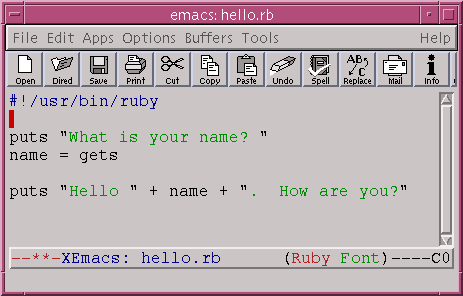 emacs: hello.rb
File Edit Apps Options Buffers Tools Help
Open Dired Save Print Cut Copy Paste Undo Spell Replace Mail Info
#!/usr/bin/ruby
puts "What is your name? "
name = gets
puts "Hello " + name + ".  How are you?"
--**-XEmacs: hello.rb (Ruby Font)----C0